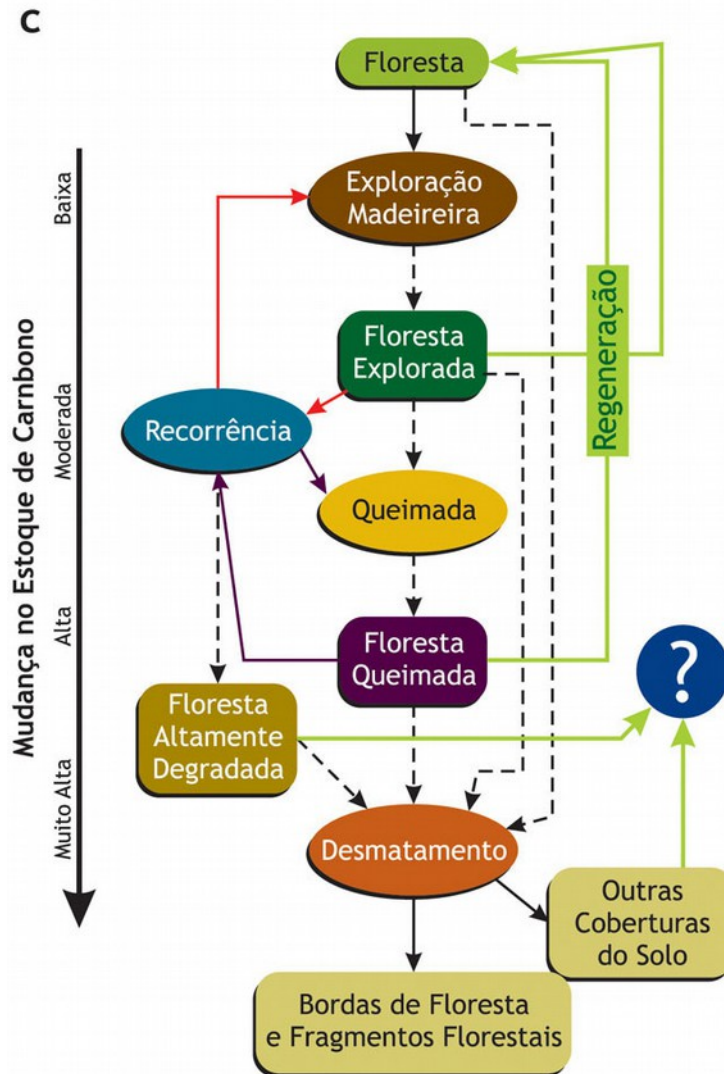 C
Floresta
Exploração
Madeireira
Floresta
Explorada
Recorrência
Queimada
Floresta
Queimada
Floresta
Altamente
Degradada
?
Desmatamento
Outras
Coberturas
do Solo
Bordas de Floresta
e Fragmentos Florestais
Regeneração
Mudança no Estoque de Carnbono
Baixa
Moderada
Alta
Muito Alta